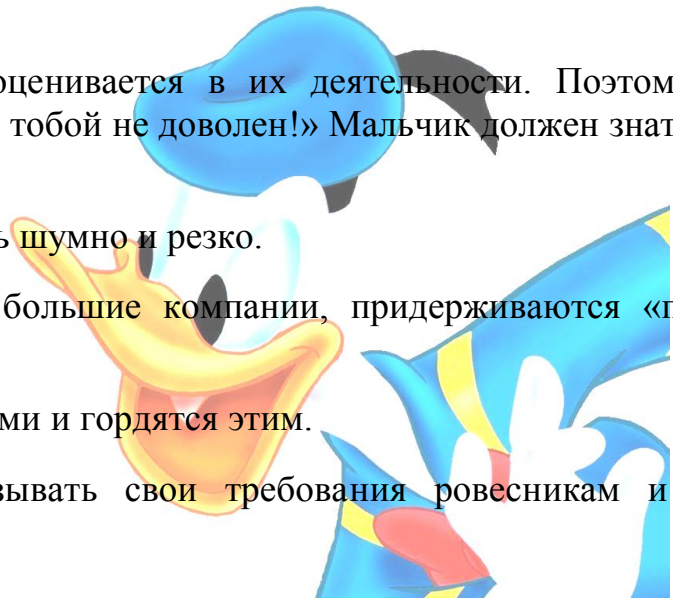 оценивается в их деятельности. Поэтом
тобой не доволен!» Мальчик должен знат
ь шумно и резко.
большие компании, придерживаются «п
ми и гордятся этим.
зывать свои требования ровесникам и